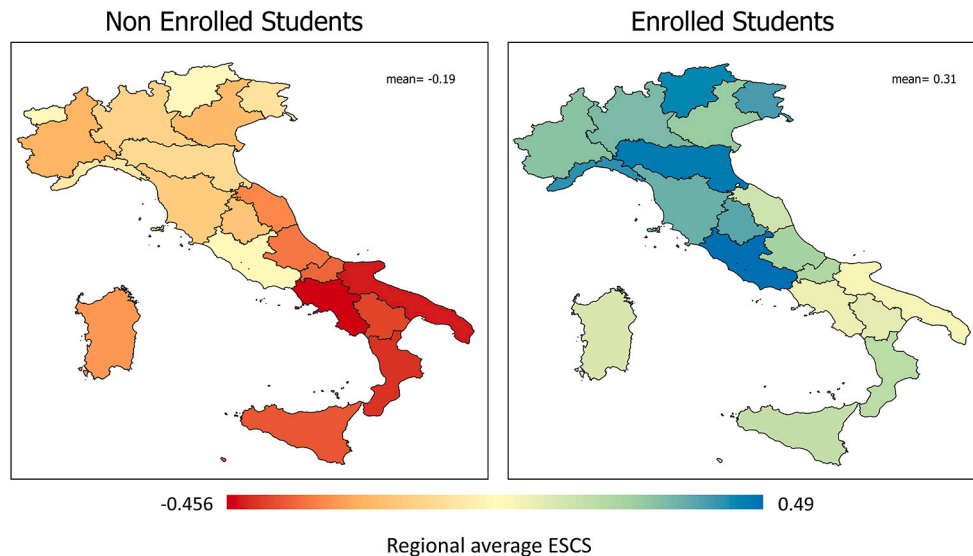 Non Enrolled Students
Enrolled Students
mean= -0.19
mean= 0.31
-0.456
0.49
Regional average ESCS